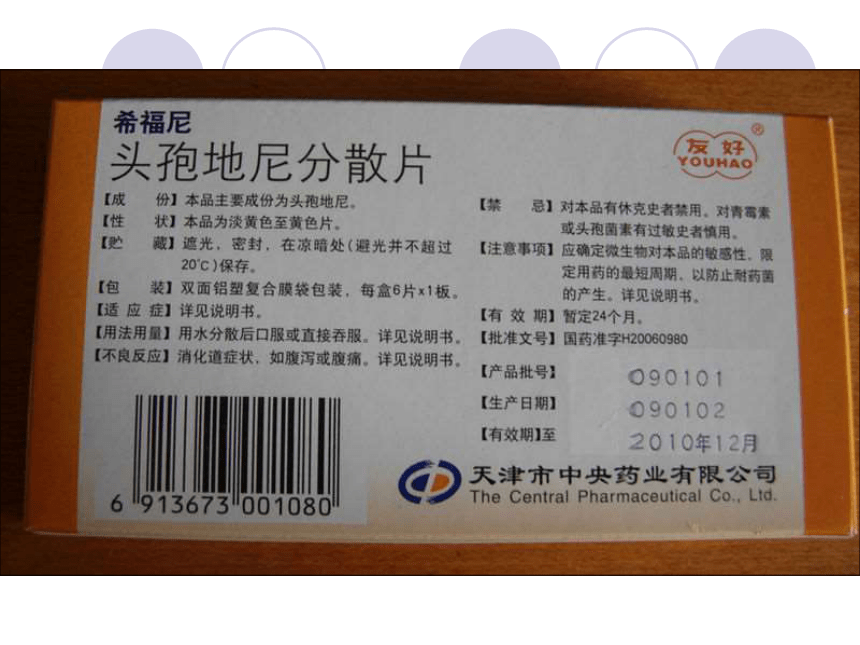 希福尼
头孢地尼分散片
友好®
YOUHAO
【成 份】本品主要成份为头孢地尼。
【性 状】本品为淡黄色至黄色片。
【贮 藏】遮光，密封，在凉暗处(避光并不超过
20℃)保存。
【包 装】双面铝塑复合膜袋包装，每盒6片x1板。
【适 应 症】详见说明书。
【用法用量】用水分散后口服或直接吞服。详见说明书。
【不良反应】消化道症状，如腹泻或腹痛。详见说明书。
【禁 忌】对本品有休克史者禁用。对青霉素
或头孢菌素有过敏史者慎用。
【注意事项】应确定微生物对本品的敏感性，限
定用药的最短周期，以防止耐药菌
的产生。详见说明书。
【有 效 期】暂定24个月。
【批准文号】国药准字H20060980
【产品批号】090101
【生产日期】090102
【有效期】至 2010年12月
6 913673 001080
天津市中央药业有限公司
The Central Pharmaceutical Co., Ltd.